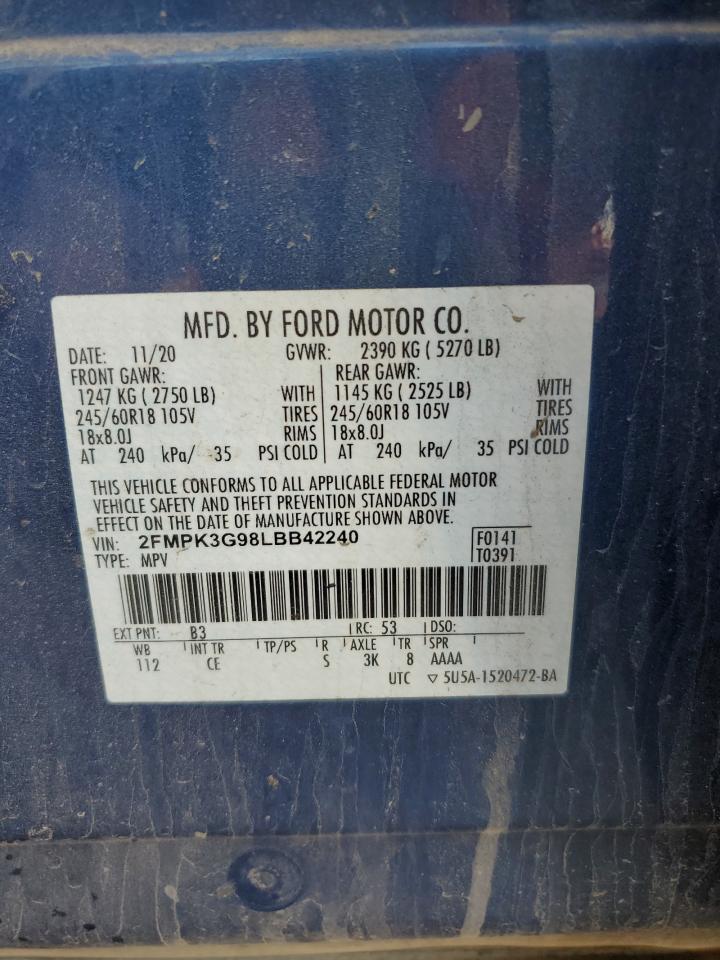 MFD. BY FORD MOTOR CO.
DATE: 11/20 GVWR: 2390 KG ( 5270 LB)
FRONT GAWR: REAR GAWR:
1247 KG ( 2750 LB) WITH 1145 KG ( 2525 LB) WITH
245/60R18 105V TIRES 245/60R18 105V TIRES
18x8.0J RIMS 18x8.0J RIMS
AT 240 kPa/ 35 PSI COLD AT 240 kPa/ 35 PSI COLD
THIS VEHICLE CONFORMS TO ALL APPLICABLE FEDERAL MOTOR
VEHICLE SAFETY AND THEFT PREVENTION STANDARDS IN
EFFECT ON THE DATE OF MANUFACTURE SHOWN ABOVE.
VIN: 2FMPK3G98LBB42240 F0141
TYPE: MPV T0391
EXT PNT: B3 RC: 53 DSO:
WB INT TR TP/PS R AXLE TR SPR
112 CE S 3K 8 AAAA
UTC ▽ 5U5A-1520472-BA